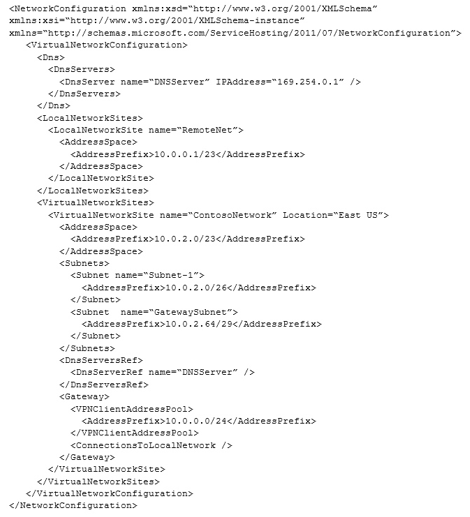 <NetworkConfiguration xmlns:xsd="http://www.w3.org/2001/XMLSchema"
xmlns:xsi="http://www.w3.org/2001/XMLSchema-instance"
xmlns="http://schemas.microsoft.com/ServiceHosting/2011/07/NetworkConfiguration">
<VirtualNetworkConfiguration>
<Dns>
<DnsServers>
<DnsServer name="DNSServer" IPAddress="169.254.0.1" />
</DnsServers>
</Dns>
<LocalNetworkSites>
<LocalNetworkSite name="RemoteNet">
<AddressSpace>
<AddressPrefix>10.0.0.1/23</AddressPrefix>
</AddressSpace>
</LocalNetworkSite>
</LocalNetworkSites>
<VirtualNetworkSites>
<VirtualNetworkSite name="ContosoNetwork" Location="East US">
<AddressSpace>
<AddressPrefix>10.0.2.0/23</AddressPrefix>
</AddressSpace>
<Subnets>
<Subnet name="Subnet-1">
<AddressPrefix>10.0.2.0/26</AddressPrefix>
</Subnet>
<Subnet  name="GatewaySubnet">
<AddressPrefix>10.0.2.64/29</AddressPrefix>
</Subnet>
</Subnets>
<DnsServersRef>
<DnsServerRef name="DNSServer" />
</DnsServersRef>
<Gateway>
<VPNClientAddressPool>
<AddressPrefix>10.0.0.0/24</AddressPrefix>
</VPNClientAddressPool>
<ConnectionsToLocalNetwork />
</Gateway>
</VirtualNetworkSite>
</VirtualNetworkSites>
</VirtualNetworkConfiguration>
</NetworkConfiguration>